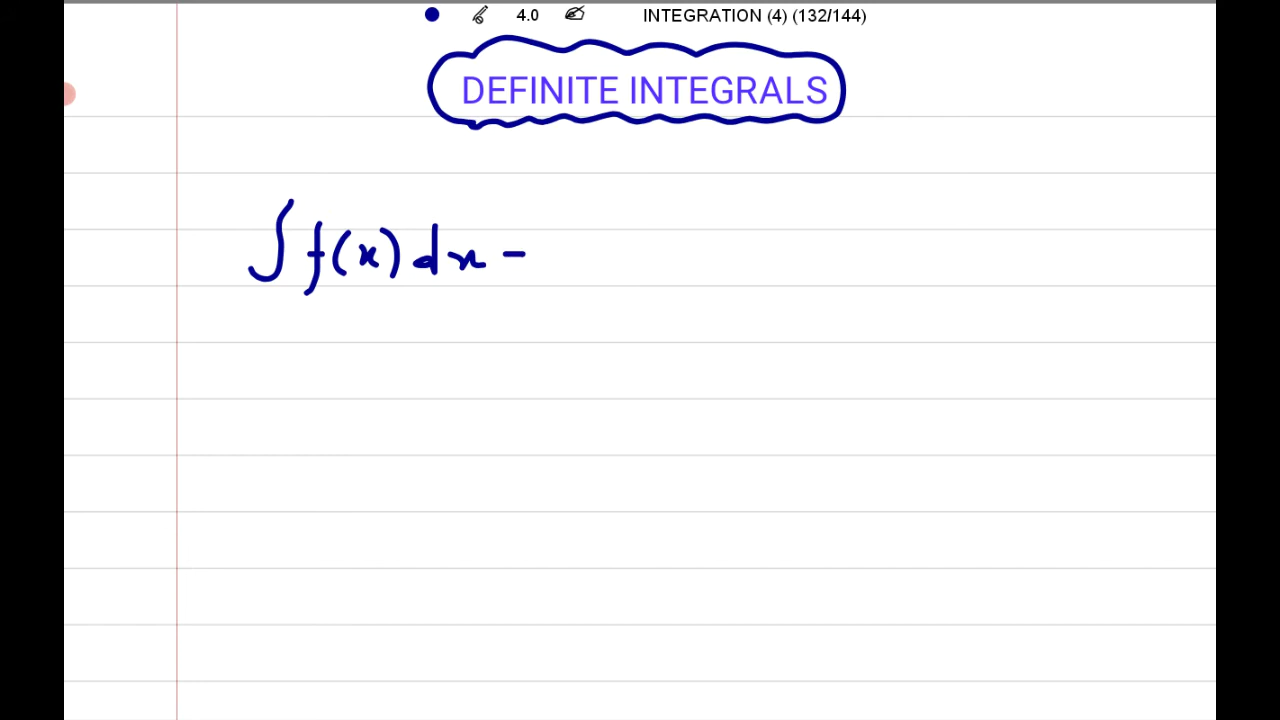 4.0 INTEGRATION (4) (132/144)
DEFINITE INTEGRALS
∫ f(x) dx -